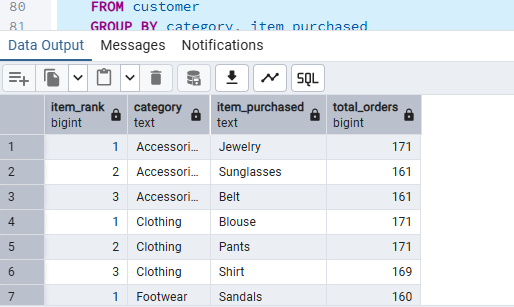 80 FROM customer
81 GROUP BY category, item_purchased
Data Output Messages Notifications
SQL
item_rank category item_purchased total_orders
bigint text text bigint
1 1 Accessori... Jewelry 171
2 2 Accessori... Sunglasses 161
3 3 Accessori... Belt 161
4 1 Clothing Blouse 171
5 2 Clothing Pants 171
6 3 Clothing Shirt 169
7 1 Footwear Sandals 160